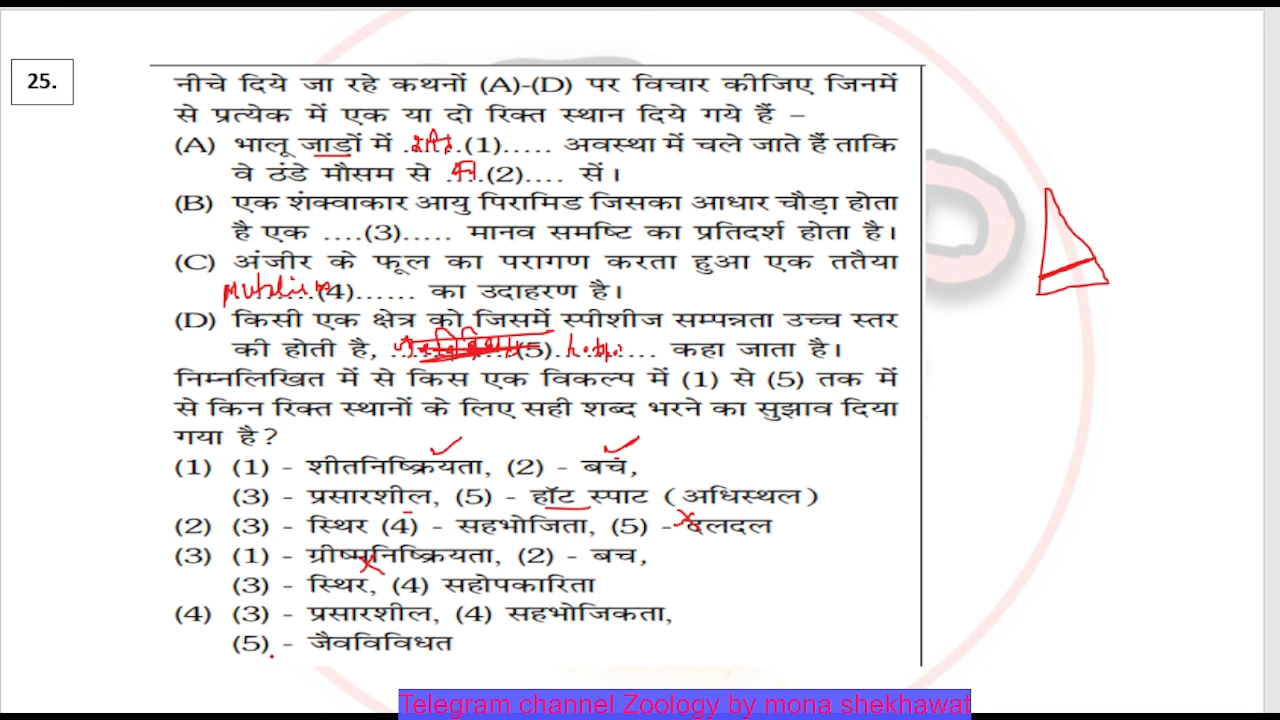 25.
नीचे दिये जा रहे कथनों (A)-(D) पर विचार कीजिए जिनमें
से प्रत्येक में एक या दो रिक्त स्थान दिये गये हैं –
(A) भालू जाडों में ....(1)..... अवस्था में चले जाते हैं ताकि
वे ठंडे मौसम से ....(2).... सें।
(B) एक शंक्वाकार आयु पिरामिड जिसका आधार चौड़ा होता
है एक ....(3)..... मानव समष्टि का प्रतिदर्श होता है।
(C) अंजीर के फूल का परागण करता हुआ एक ततैया
......(4)...... का उदाहरण है।
(D) किसी एक क्षेत्र को जिसमें स्पीशीज सम्पन्नता उच्च स्तर
की होती है, ............(5)............ कहा जाता है।
निम्नलिखित में से किस एक विकल्प में (1) से (5) तक में
से किन रिक्त स्थानों के लिए सही शब्द भरने का सुझाव दिया
गया है?
(1) (1) - शीतनिष्क्रियता, (2) - बच,
(3) - प्रसारशील, (5) - हॉट स्पाट (अधिस्थल)
(2) (3) - स्थिर (4) - सहभोजिता, (5) - दलदल
(3) (1) - ग्रीष्मनिष्क्रियता, (2) - बच,
(3) - स्थिर, (4) सहोपकारिता
(4) (3) - प्रसारशील, (4) सहभोजिकता,
(5) - जैवविविधत
Telegram channel Zoology by mona shekhawat